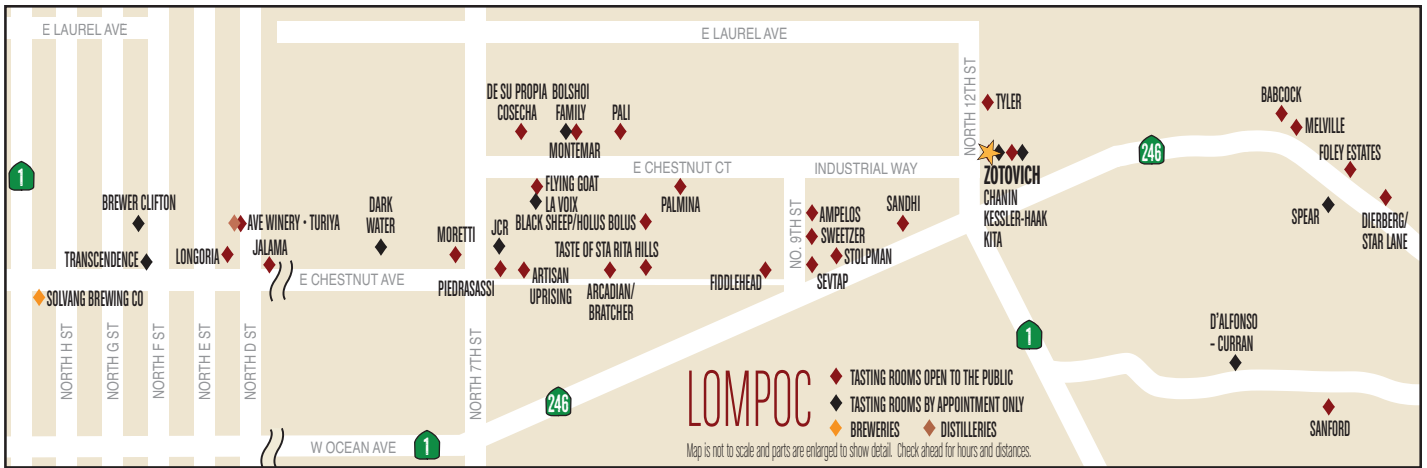 E LAUREL AVE
E LAUREL AVE
NORTH 12TH ST
TYLER
DE SU PROPIA
COSECHA
BOLSHOI
FAMILY
MONTEMAR
PALI
BABCOCK
MELVILLE
FOLEY ESTATES
246
1
E CHESTNUT CT
INDUSTRIAL WAY
ZOTOVICH
CHANIN
KESSLER-HAAK
KITA
SPEAR
DIERBERG/
STAR LANE
BREWER CLIFTON
TRANSCENDENCE
LONGORIA
AVE WINERY • TURIYA
JALAMA
DARK
WATER
MORETTI
JCR
FLYING GOAT
LA VOIX
BLACK SHEEP/HOLUS BOLUS
PALMINA
TASTE OF STA RITA HILLS
NO. 9TH ST
AMPELOS
SWEETZER
STOLPMAN
SEVTAP
SANDHI
SOLVANG BREWING CO
E CHESTNUT AVE
PIEDRASASSI
ARTISAN
UPRISING
ARCADIAN/
BRATCHER
FIDDLEHEAD
NORTH H ST
NORTH G ST
NORTH F ST
NORTH E ST
NORTH D ST
NORTH 7TH ST
1
D'ALFONSO
– CURRAN
SANFORD
246
W OCEAN AVE
1
LOMPOC
TASTING ROOMS OPEN TO THE PUBLIC
TASTING ROOMS BY APPOINTMENT ONLY
BREWERIES
DISTILLERIES
Map is not to scale and parts are enlarged to show detail. Check ahead for hours and distances.